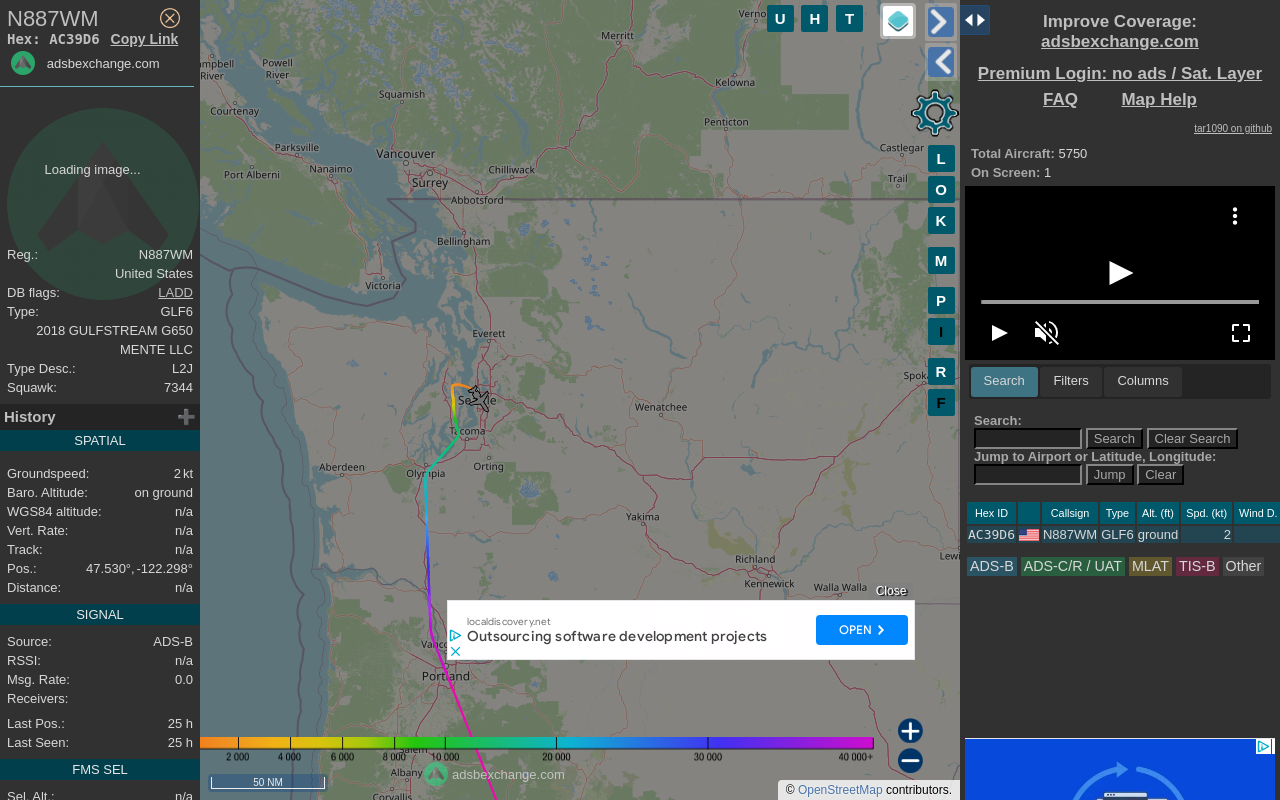 N887WM
Hex: AC39D6 Copy Link
adsbexchange.com
Loading image...
Reg.: N887WM
United States
DB flags: LADD
Type: GLF6
2018 GULFSTREAM G650
MENTE LLC
Type Desc.: L2J
Squawk: 7344
History
SPATIAL
Groundspeed: 2 kt
Baro. Altitude: on ground
WGS84 altitude: n/a
Vert. Rate: n/a
Track: n/a
Pos.: 47.530°, -122.298°
Distance: n/a
SIGNAL
Source: ADS-B
RSSI: n/a
Msg. Rate: 0.0
Receivers:
Last Pos.: 25 h
Last Seen: 25 h
FMS SEL
Sel. Alt.: n/a
U H T
L
O
K
M
P
I
R
F
Verno
Merritt
mpbell
River
Powell
River
Kelowna
Squamish
Courtenay
Penticton
Parksville
Vancouver
Castlegar
Port Alberni
Nanaimo
Chilliwack
Surrey
Trail
Abbotsford
Bellingham
Victoria
Everett
Spok
Se le
Wenatchee
Tacoma
Aberdeen
Olympia
Orting
Yakima
Lewi
Richland
Kennewick
Walla Walla
Close
localdiscovery.net
Outsourcing software development projects
OPEN
Vanco
Portland
Salem
2 000 4 000 6 000 8 000 10 000 20 000 30 000 40 000+
Albany
adsbexchange.com
50 NM
Corvallis
© OpenStreetMap contributors.
Improve Coverage:
adsbexchange.com
Premium Login: no ads / Sat. Layer
FAQ Map Help
tar1090 on github
Total Aircraft: 5750
On Screen: 1
Search Filters Columns
Search:
Search Clear Search
Jump to Airport or Latitude, Longitude:
Jump Clear
Hex ID Callsign Type Alt. (ft) Spd. (kt) Wind D.
AC39D6 N887WM GLF6 ground 2
ADS-B ADS-C/R / UAT MLAT TIS-B Other